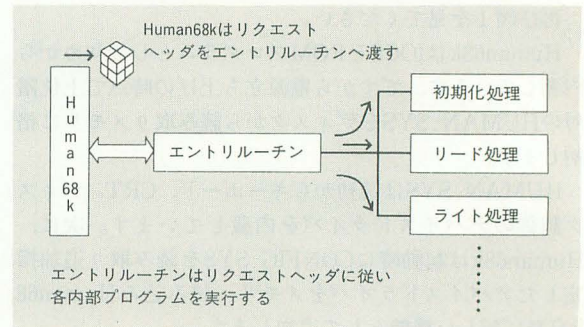 Human68kはリクエスト
ヘッダをエントリルーチンへ渡す
Human68k
エントリルーチン
初期化処理
リード処理
ライト処理
エントリルーチンはリクエストヘッダに従い
各内部プログラムを実行する